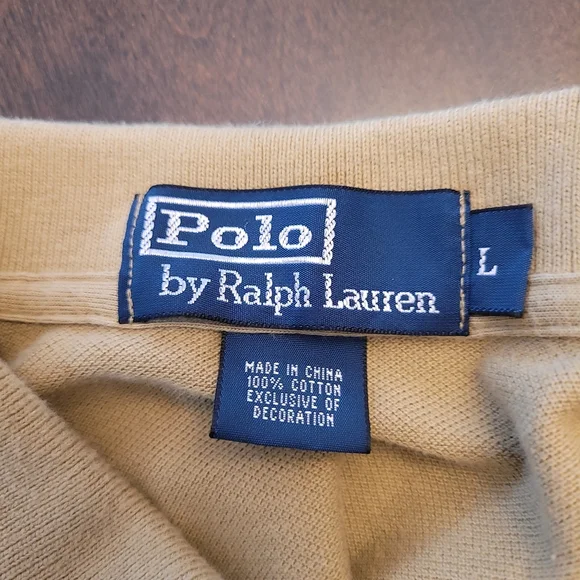 Polo
by Ralph Lauren
L
MADE IN CHINA
100% COTTON
EXCLUSIVE OF
DECORATION